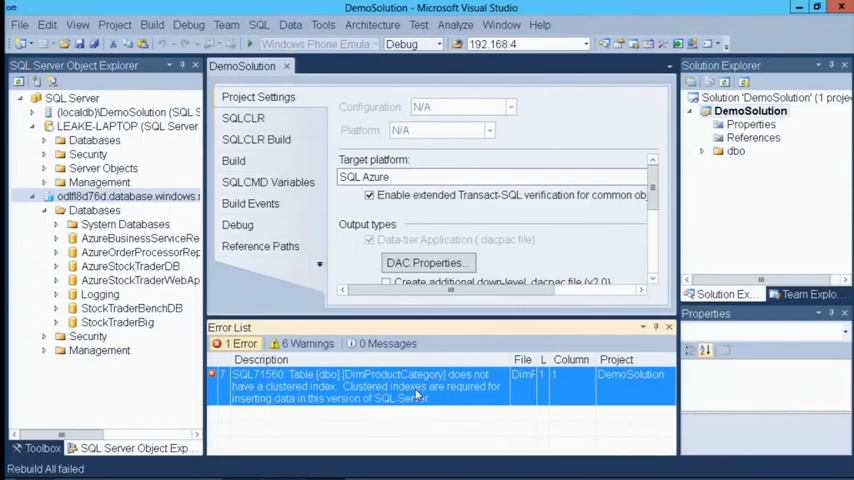 DemoSolution - Microsoft Visual Studio
File Edit View Project Build Debug Team SQL Data Tools Architecture Test Analyze Window Help
Windows Phone Emula Debug 192.168.4
SQL Server Object Explorer
SQL Server
(localdb)\DemoSolution (SQL S
LEAKE-LAPTOP (SQL Server
Databases
Security
Server Objects
Management
odlfl8d76d.database.windows.n
Databases
System Databases
AzureBusinessServiceRe
AzureOrderProcessorRep
AzureStockTraderDB
AzureStockTraderWebAp
Logging
StockTraderBenchDB
StockTraderBig
Security
Management
Toolbox SQL Server Object Exp...
DemoSolution
Project Settings
SQLCLR
SQLCLR Build
Build
SQLCMD Variables
Build Events
Debug
Reference Paths
Configuration: N/A
Platform: N/A
Target platform:
SQL Azure
Enable extended Transact-SQL verification for common obj
Output types
Data-tier Application (.dacpac file)
DAC Properties...
Create additional down-level .dacpac file (v2.0)
Error List
1 Error 6 Warnings 0 Messages
Description File L Column Project
7 SQL71560: Table [dbo].[DimProductCategory] does not DimP 1 1 DemoSolution
have a clustered index. Clustered indexes are required for
inserting data in this version of SQL Server.
Solution Explorer
Solution 'DemoSolution' (1 projec
DemoSolution
Properties
References
dbo
Solution Ex... Team Explo...
Properties
Rebuild All failed